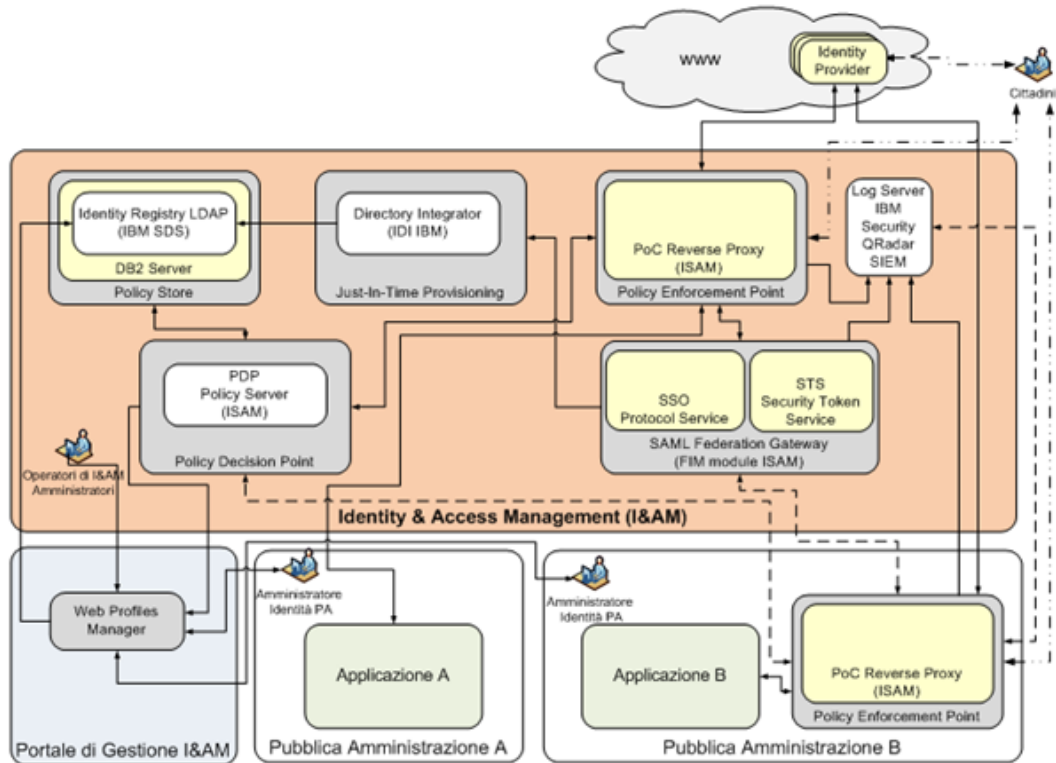 www
Identity
Provider
Cittadini
Identity Registry LDAP
(IBM SDS)
DB2 Server
Policy Store
Directory Integrator
(IDI IBM)
Just-In-Time Provisioning
PoC Reverse Proxy
(ISAM)
Policy Enforcement Point
Log Server
IBM
Security
QRadar
SIEM
PDP
Policy Server
(ISAM)
Policy Decision Point
SSO
Protocol Service
STS
Security Token
Service
SAML Federation Gateway
(FIM module ISAM)
Operatori di I&AM
Amministratori
Identity & Access Management (I&AM)
Web Profiles
Manager
Portale di Gestione I&AM
Amministratore
Identità PA
Applicazione A
Pubblica Amministrazione A
Amministratore
Identità PA
Applicazione B
PoC Reverse Proxy
(ISAM)
Policy Enforcement Point
Pubblica Amministrazione B